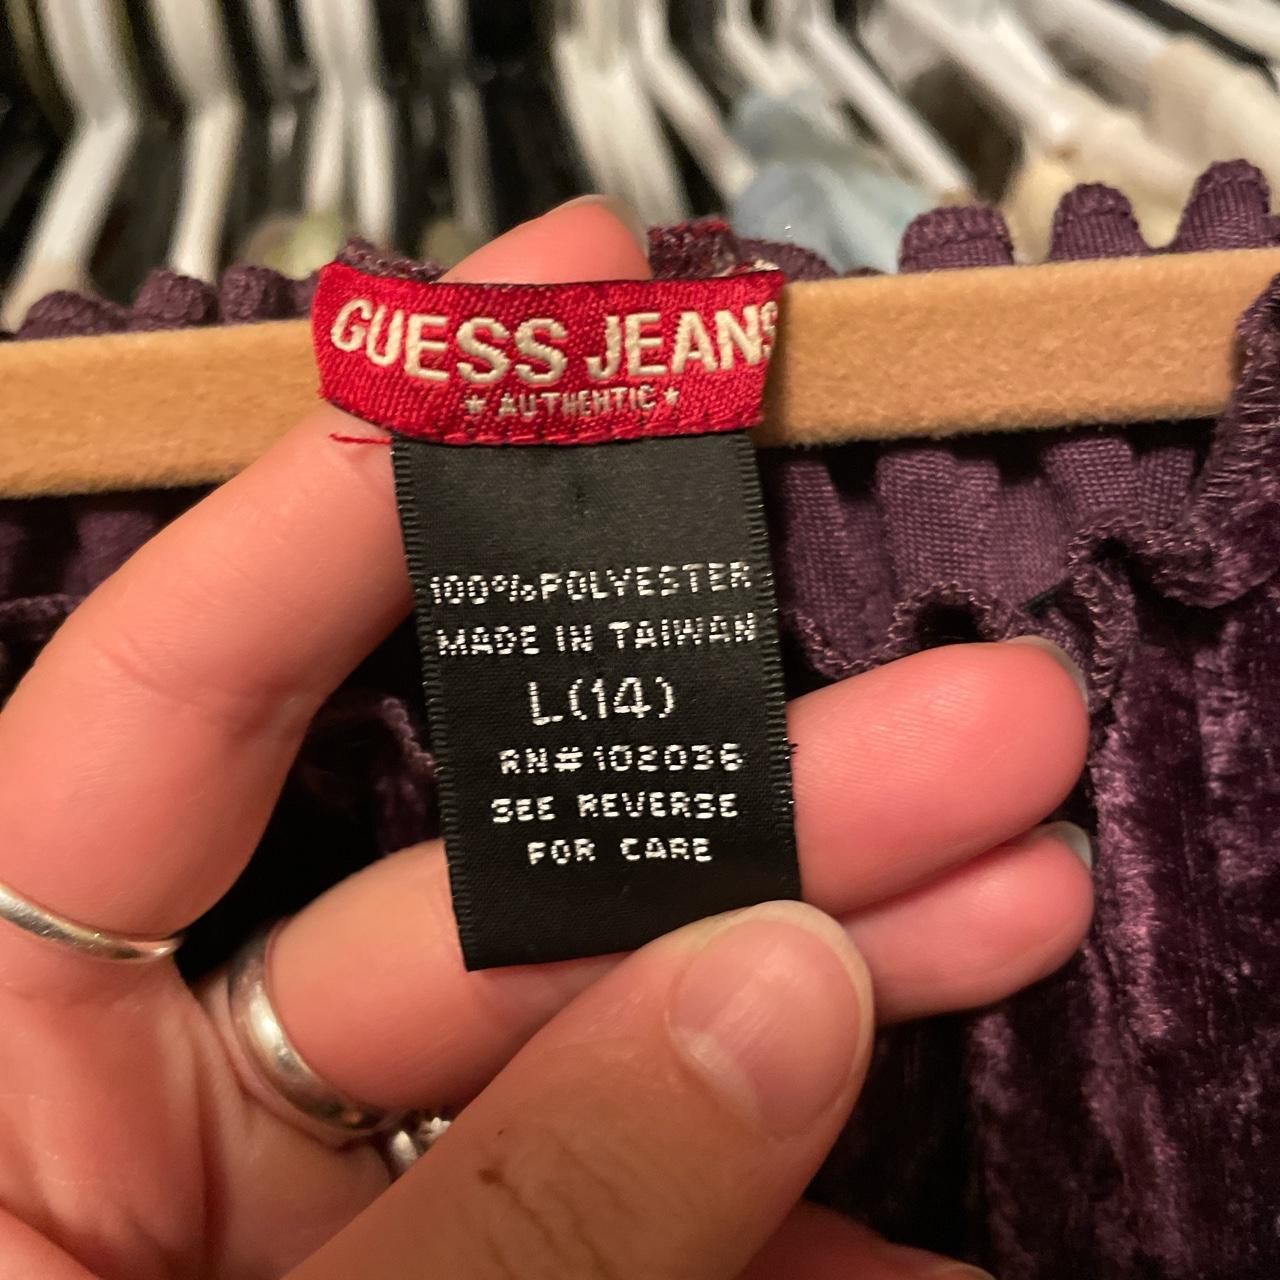 GUESS JEANS
★ AUTHENTIC ★
100% POLYESTER
MADE IN TAIWAN
L(14)
RN#102036
SEE REVERSE
FOR CARE